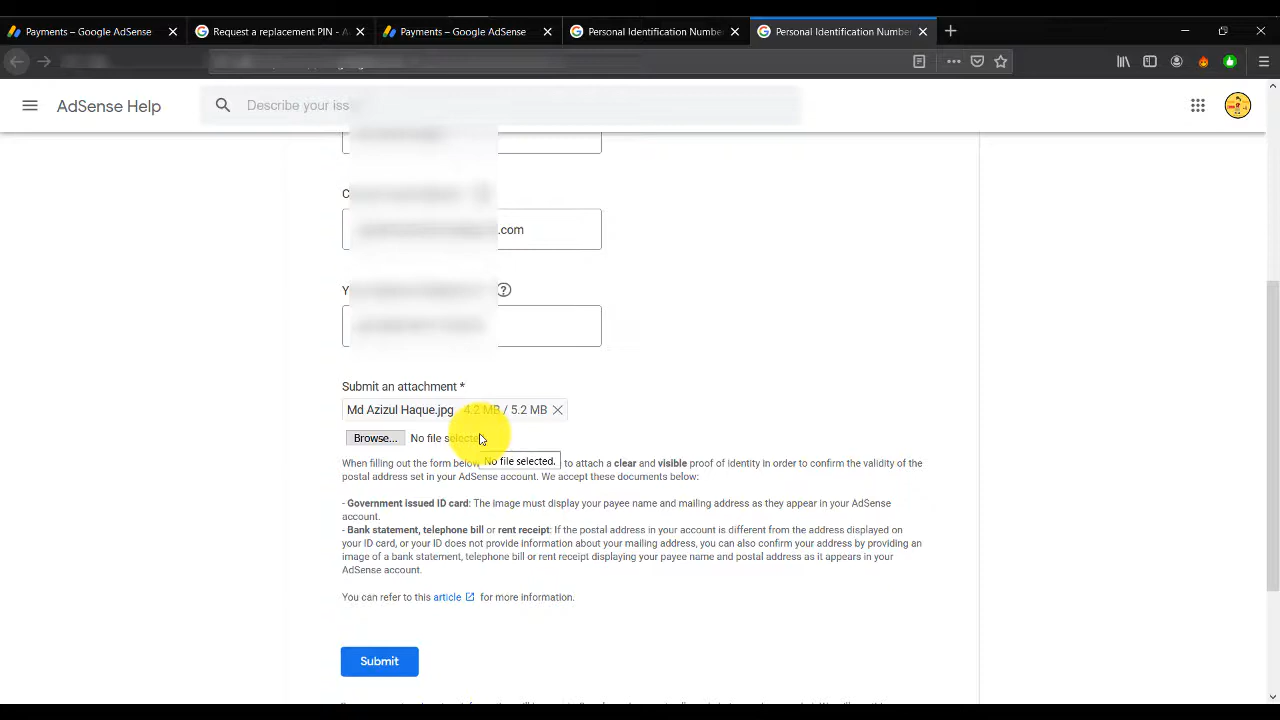 Payments – Google AdSense
Request a replacement PIN - A
Payments – Google AdSense
Personal Identification Numbe
Personal Identification Number
AdSense Help
Describe your iss
C
.com
Y
Submit an attachment *
Md Azizul Haque.jpg 4.2 MB / 5.2 MB
Browse... No file selecte
No file selected.
When filling out the form below to attach a clear and visible proof of identity in order to confirm the validity of the
postal address set in your AdSense account. We accept these documents below:
- Government issued ID card: The image must display your payee name and mailing address as they appear in your AdSense
account.
- Bank statement, telephone bill or rent receipt: If the postal address in your account is different from the address displayed on
your ID card, or your ID does not provide information about your mailing address, you can also confirm your address by providing an
image of a bank statement, telephone bill or rent receipt displaying your payee name and postal address as it appears in your
AdSense account.
You can refer to this article for more information.
Submit